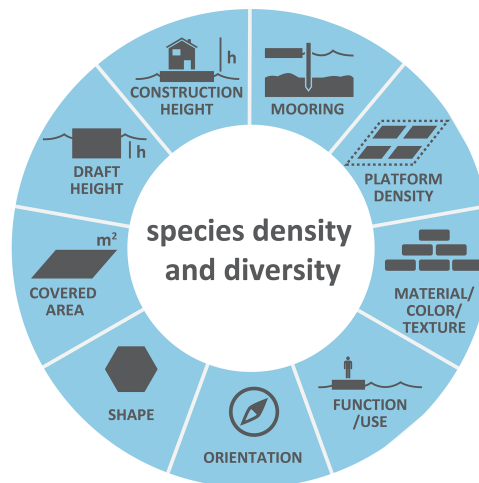 h
CONSTRUCTION
HEIGHT
MOORING
PLATFORM
DENSITY
MATERIAL/
COLOR/
TEXTURE
FUNCTION
/USE
ORIENTATION
SHAPE
m²
COVERED
AREA
h
DRAFT
HEIGHT
species density
and diversity